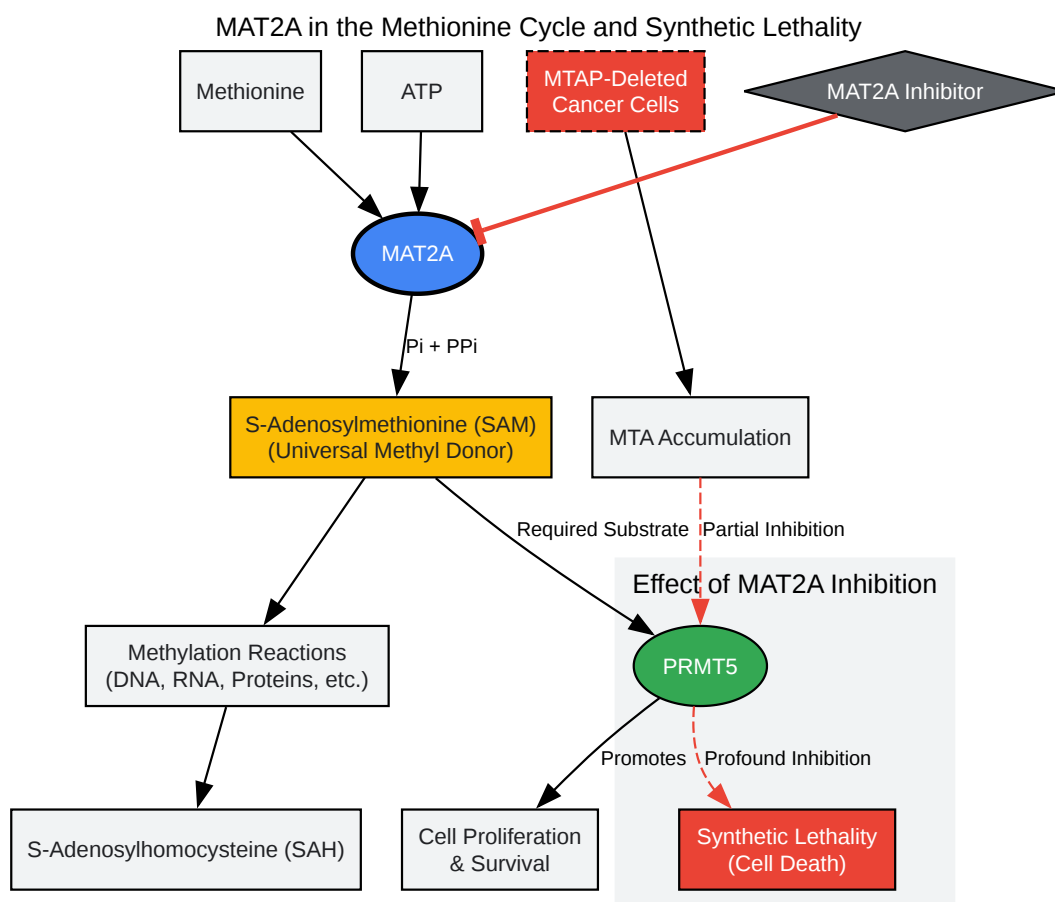 MAT2A in the Methionine Cycle and Synthetic Lethality
Methionine
ATP
MTAP-Deleted
Cancer Cells
MAT2A Inhibitor
MAT2A
Pi + PPi
S-Adenosylmethionine (SAM)
(Universal Methyl Donor)
MTA Accumulation
Required Substrate
Partial Inhibition
Effect of MAT2A Inhibition
Methylation Reactions
(DNA, RNA, Proteins, etc.)
PRMT5
Promotes
Profound Inhibition
S-Adenosylhomocysteine (SAH)
Cell Proliferation
& Survival
Synthetic Lethality
(Cell Death)